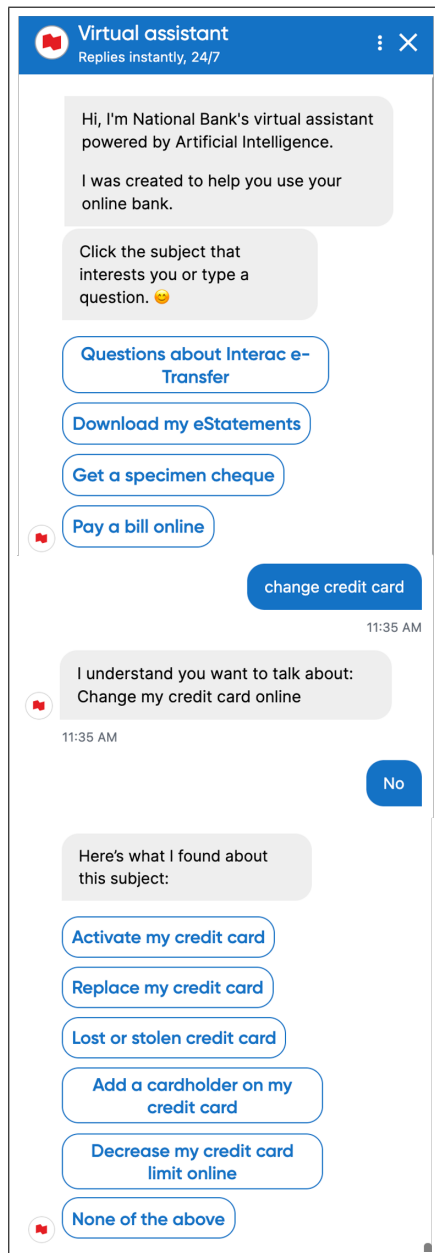 Virtual assistant
Replies instantly, 24/7
Hi, I'm National Bank's virtual assistant
powered by Artificial Intelligence.
I was created to help you use your
online bank.
Click the subject that
interests you or type a
question. 😊
Questions about Interac e-
Transfer
Download my eStatements
Get a specimen cheque
Pay a bill online
change credit card
11:35 AM
I understand you want to talk about:
Change my credit card online
11:35 AM
No
Here’s what I found about
this subject:
Activate my credit card
Replace my credit card
Lost or stolen credit card
Add a cardholder on my
credit card
Decrease my credit card
limit online
None of the above